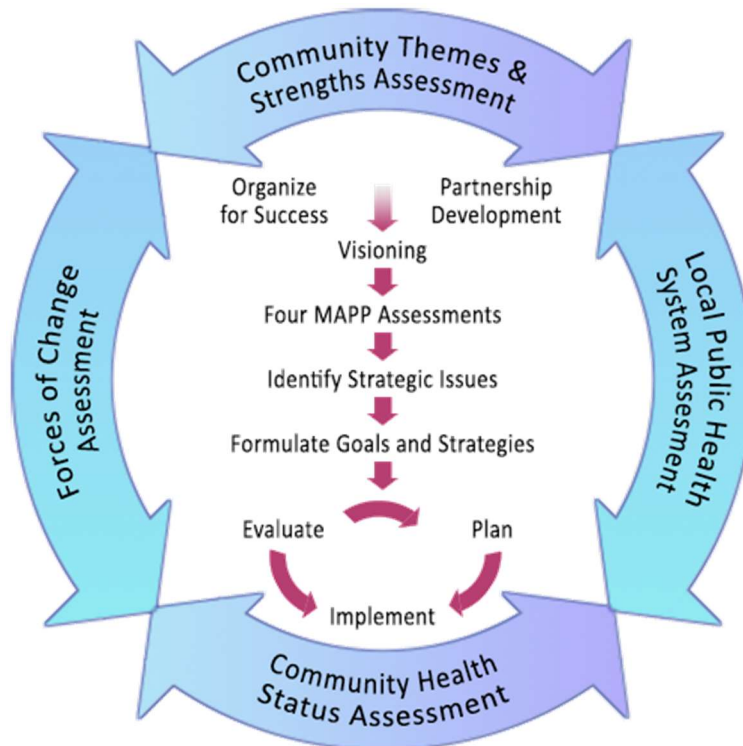 Community Themes &
Strengths Assessment
Organize
for Success
Partnership
Development
Visioning
Four MAPP Assessments
Identify Strategic Issues
Formulate Goals and Strategies
Evaluate
Plan
Implement
Forces of Change
Assessment
Local Public Health
System Assesment
Community Health
Status Assessment